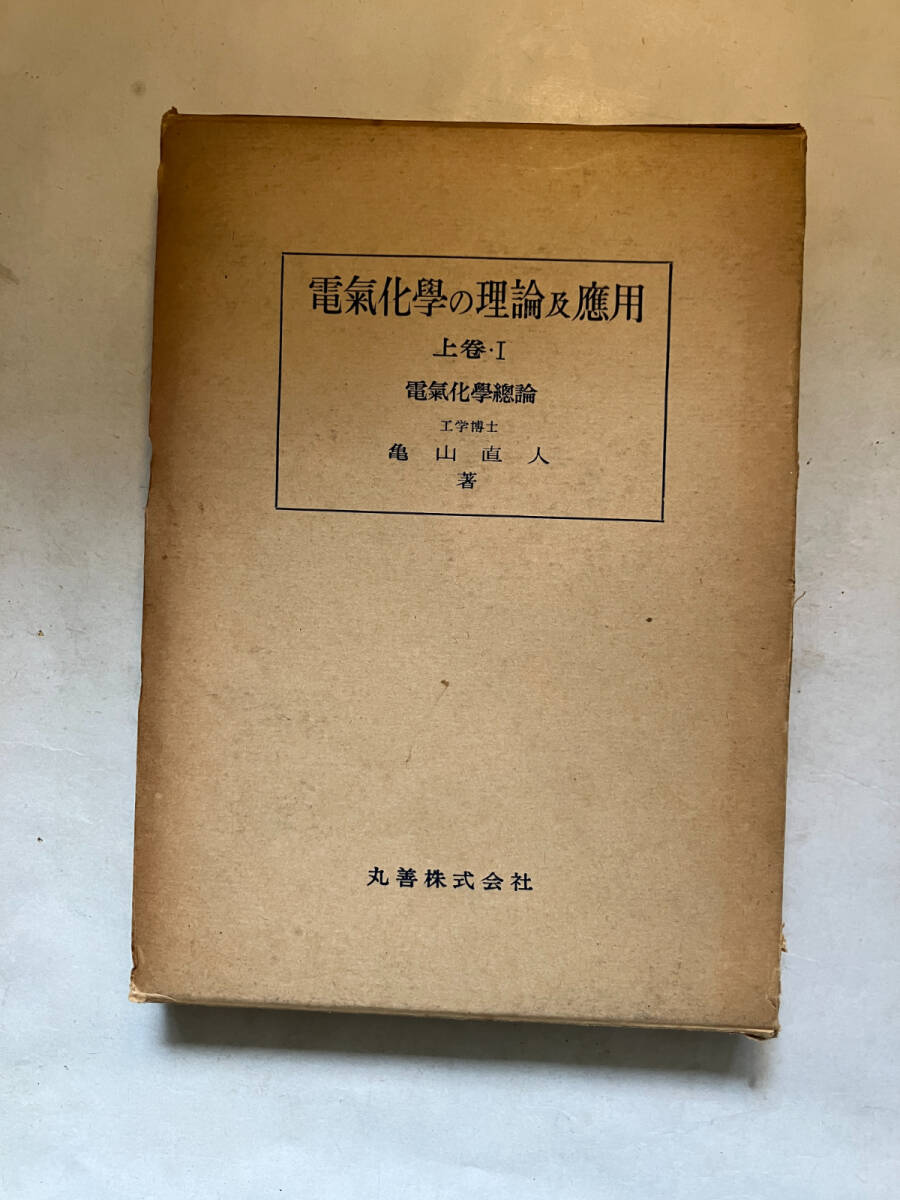 電氣化學の理論及應用
上卷·I
電氣化學總論
工学博士
亀山直人
著
丸善株式会社